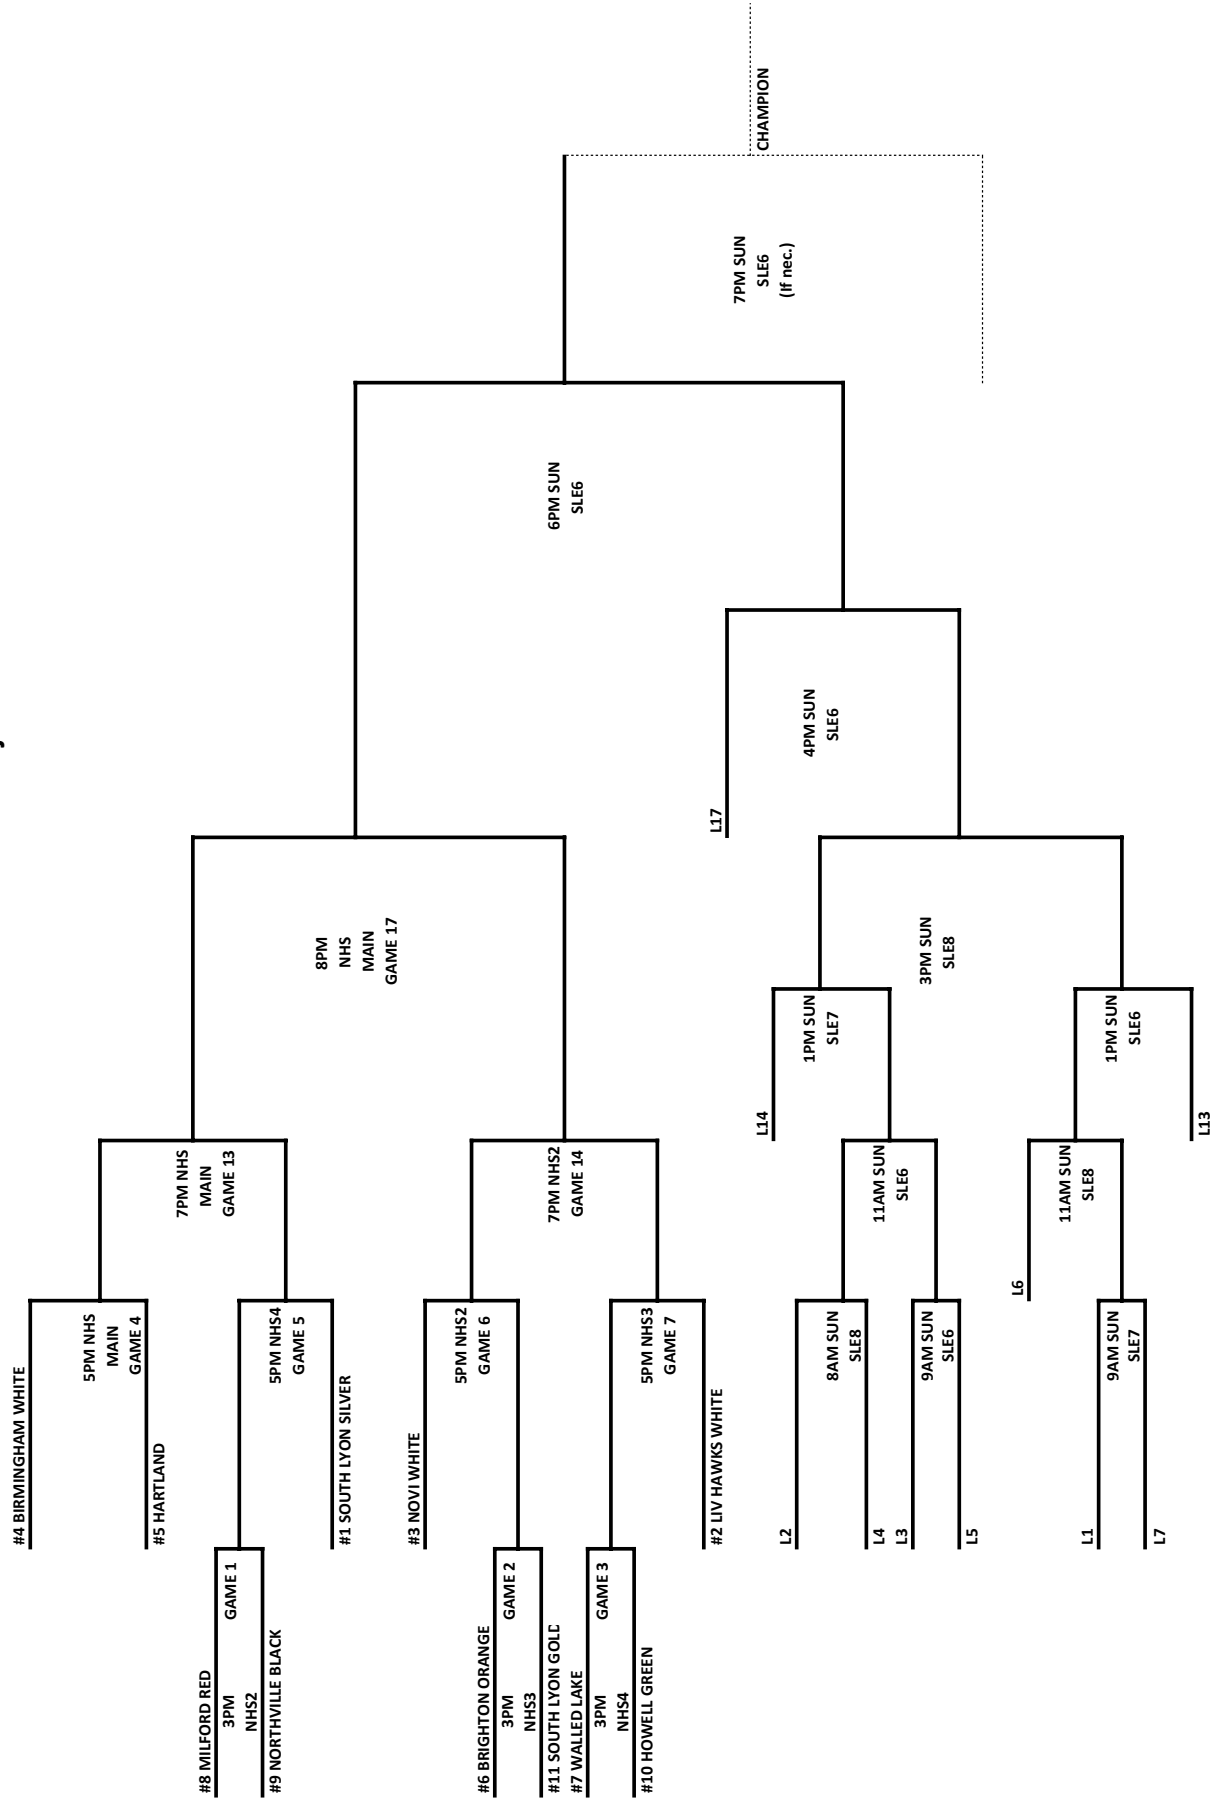 #4 BIRMINGHAM WHITE
5PM NHS
MAIN
GAME 4
#5 HARTLAND
7PM NHS
MAIN
GAME 13
#8 MILFORD RED
3PM
GAME 1
NHS2
#9 NORTHVILLE BLACK
5PM NHS4
GAME 5
#1 SOUTH LYON SILVER
8PM
NHS
MAIN
GAME 17
#3 NOVI WHITE
5PM NHS2
GAME 6
#6 BRIGHTON ORANGE
3PM
GAME 2
NHS3
#11 SOUTH LYON GOLD
7PM NHS2
GAME 14
#7 WALLED LAKE
3PM
GAME 3
NHS4
#10 HOWELL GREEN
5PM NHS3
GAME 7
#2 LIV HAWKS WHITE
6PM SUN
SLE6
7PM SUN
SLE6
(If nec.)
CHAMPION
L17
4PM SUN
SLE6
L14
1PM SUN
SLE7
L2
8AM SUN
SLE8
L4
11AM SUN
SLE6
L3
9AM SUN
SLE6
L5
3PM SUN
SLE8
L6
11AM SUN
SLE8
L1
9AM SUN
SLE7
L7
1PM SUN
SLE6
L13